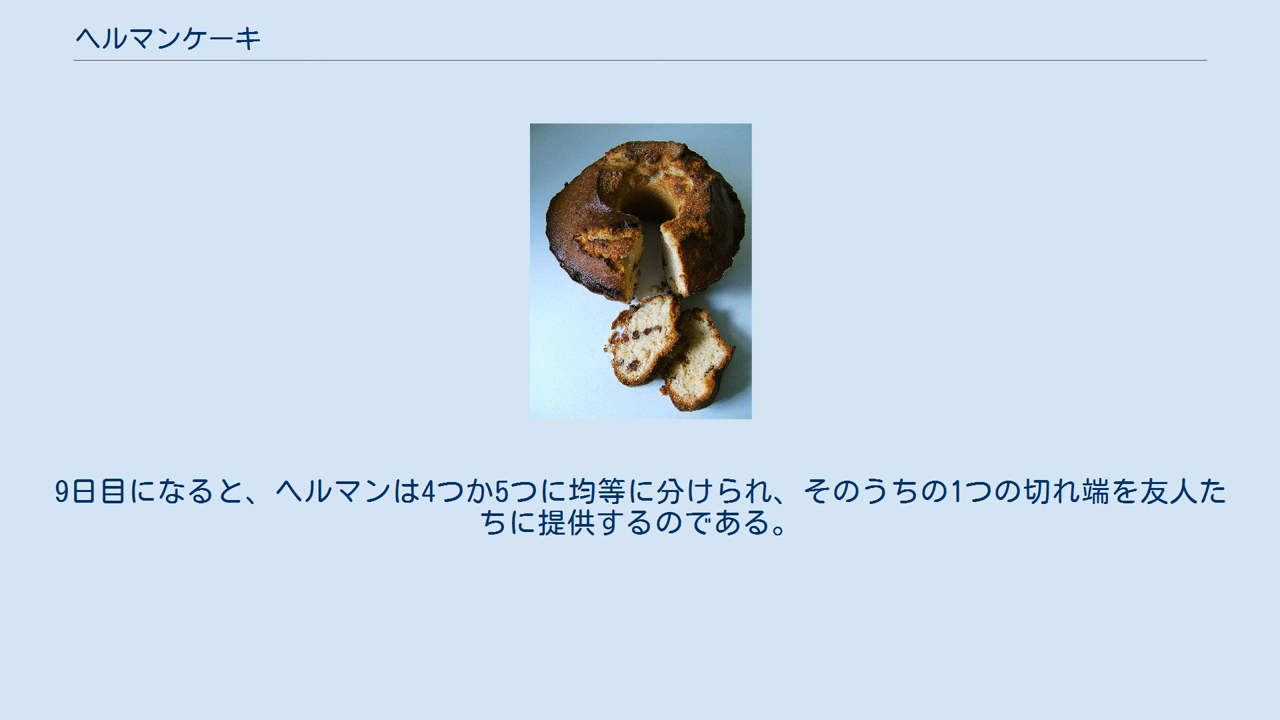 ヘルマンケーキ
9日目になると、ヘルマンは4つか5つに均等に分けられ、そのうちの1つの切れ端を友人た
ちに提供するのである。